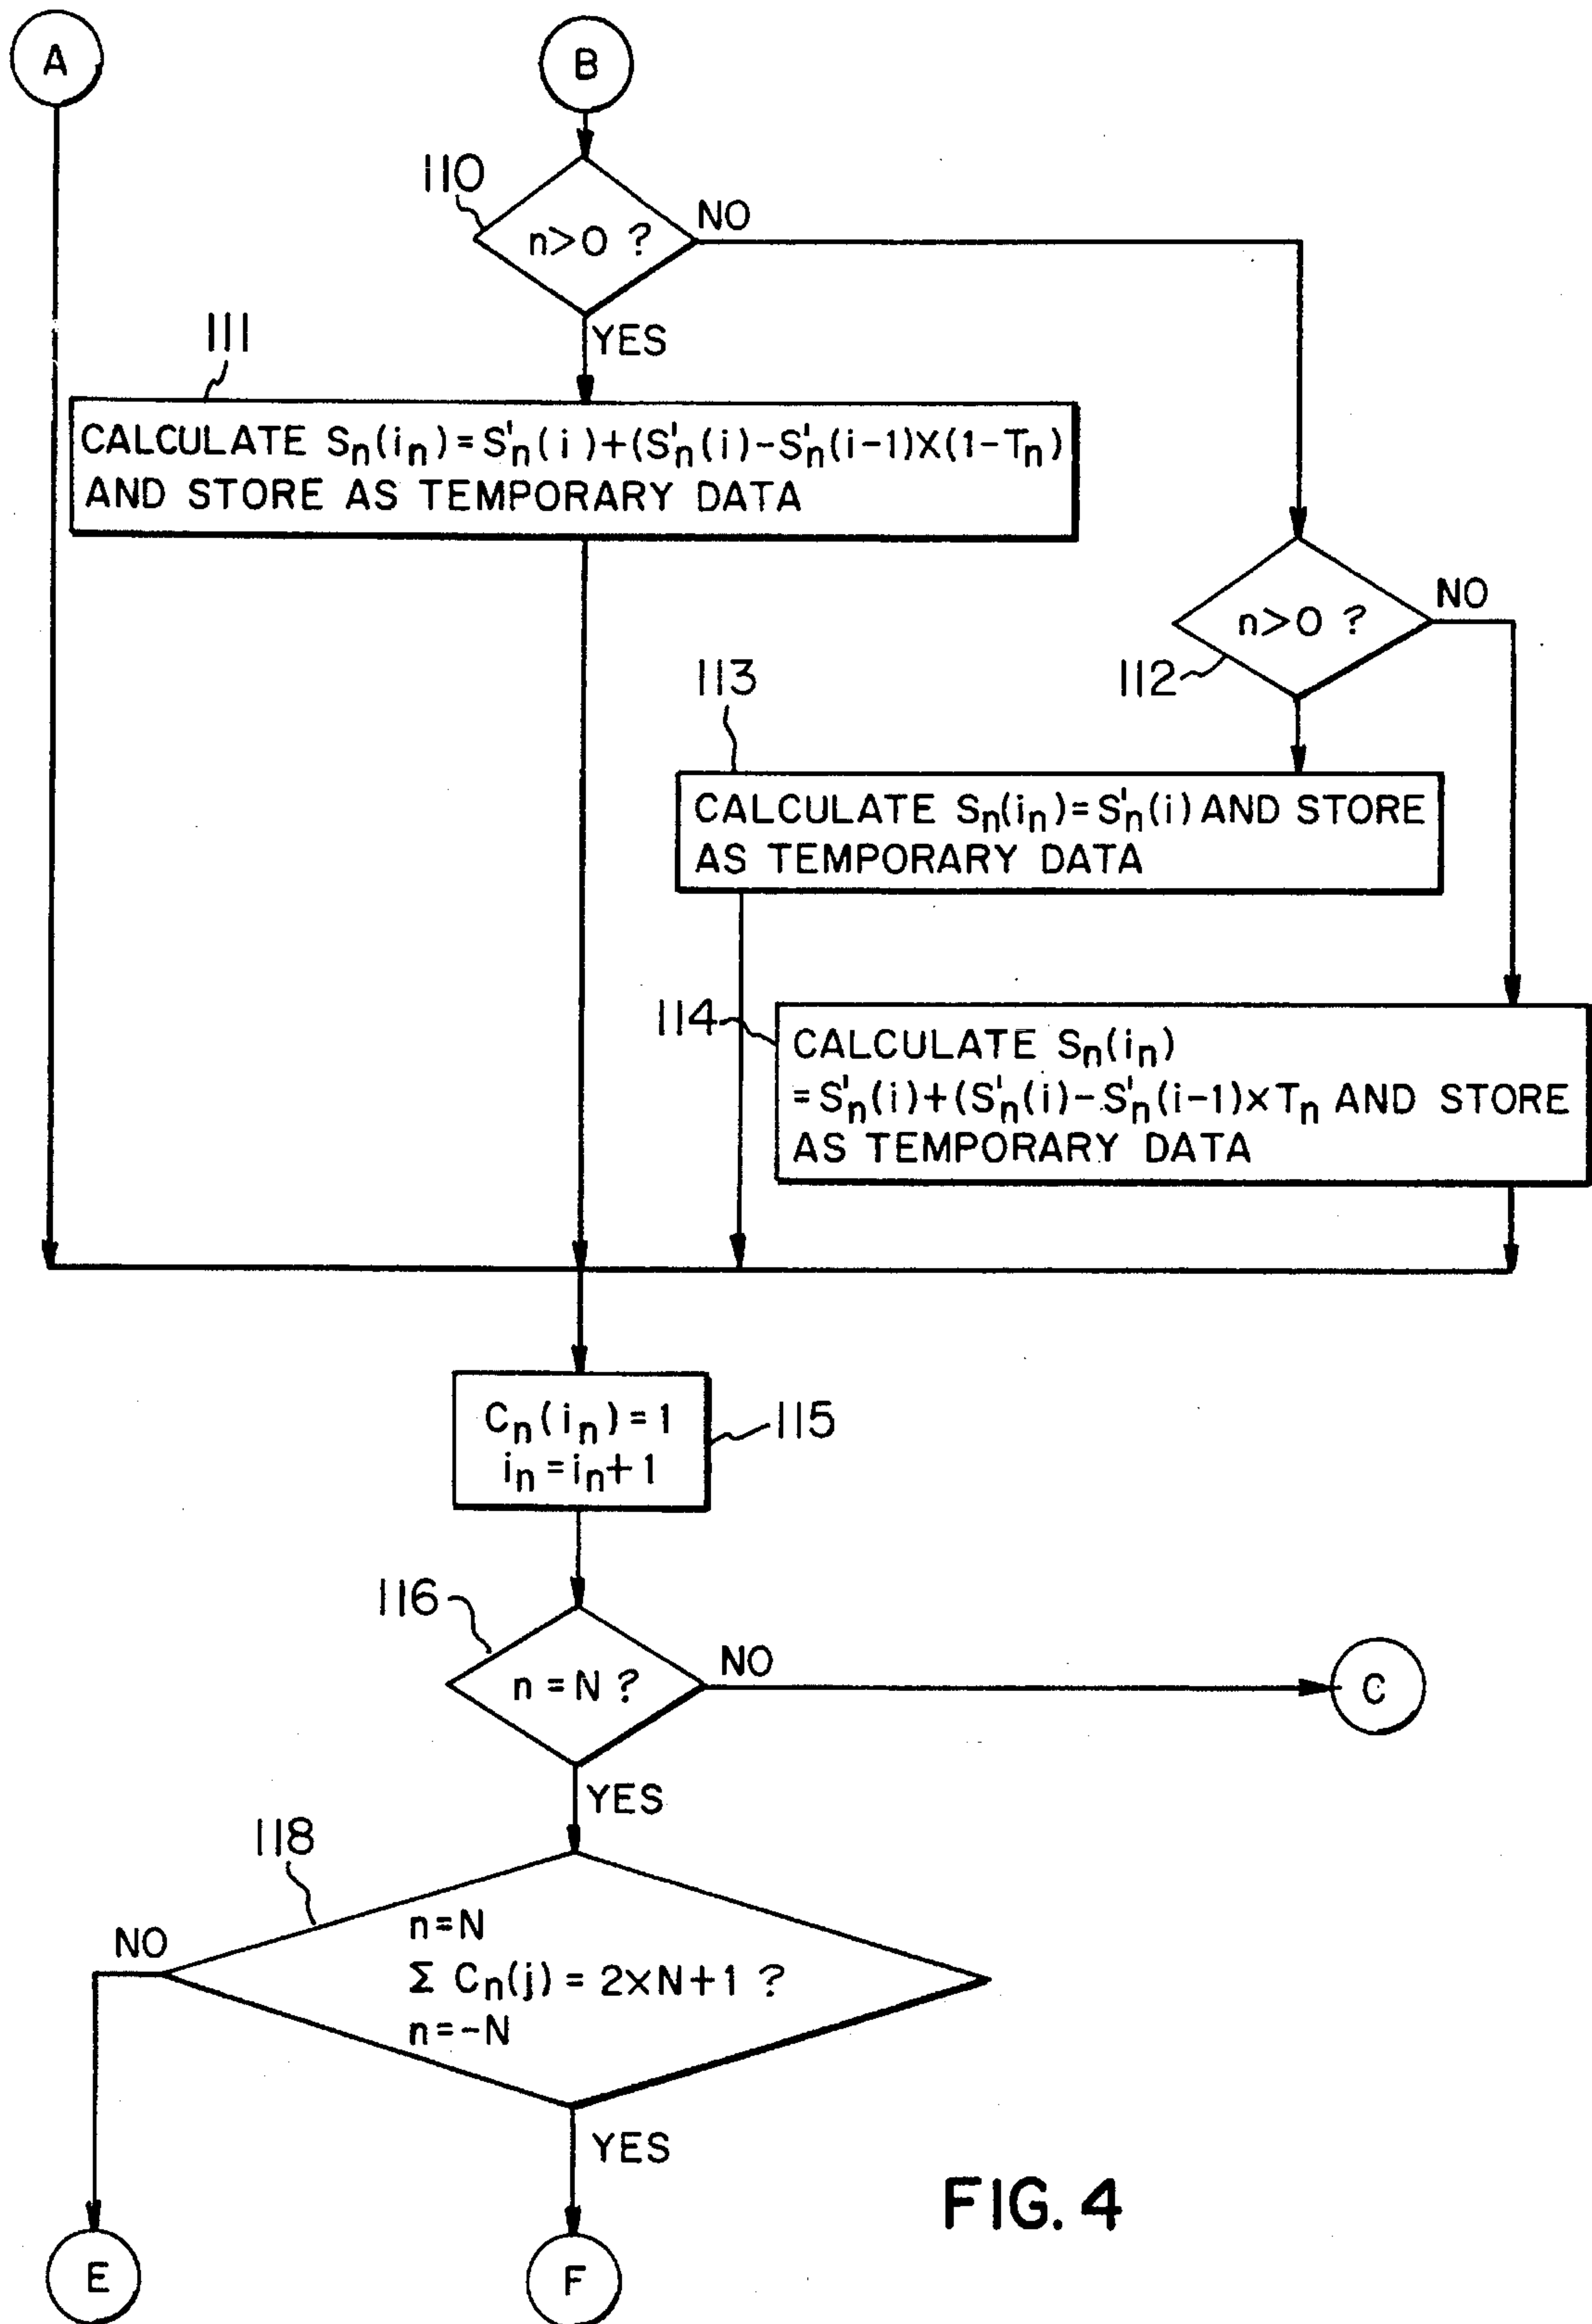 A
B
110
n>0 ?
NO
YES
111
CALCULATE Sn(in)=S'n(i)+(S'n(i)-S'n(i-1)X(1-Tn)
AND STORE AS TEMPORARY DATA
n>0 ?
NO
112
113
CALCULATE Sn(in)=S'n(i) AND STORE
AS TEMPORARY DATA
114
CALCULATE Sn(in)
=S'n(i)+(S'n(i)-S'n(i-1)×Tn AND STORE
AS TEMPORARY DATA
Cn(in)=1
in=in+1
115
116
n=N ?
NO
C
YES
118
NO
n=N
Σ Cn(j)=2×N+1 ?
n=-N
YES
E
F
FIG. 4